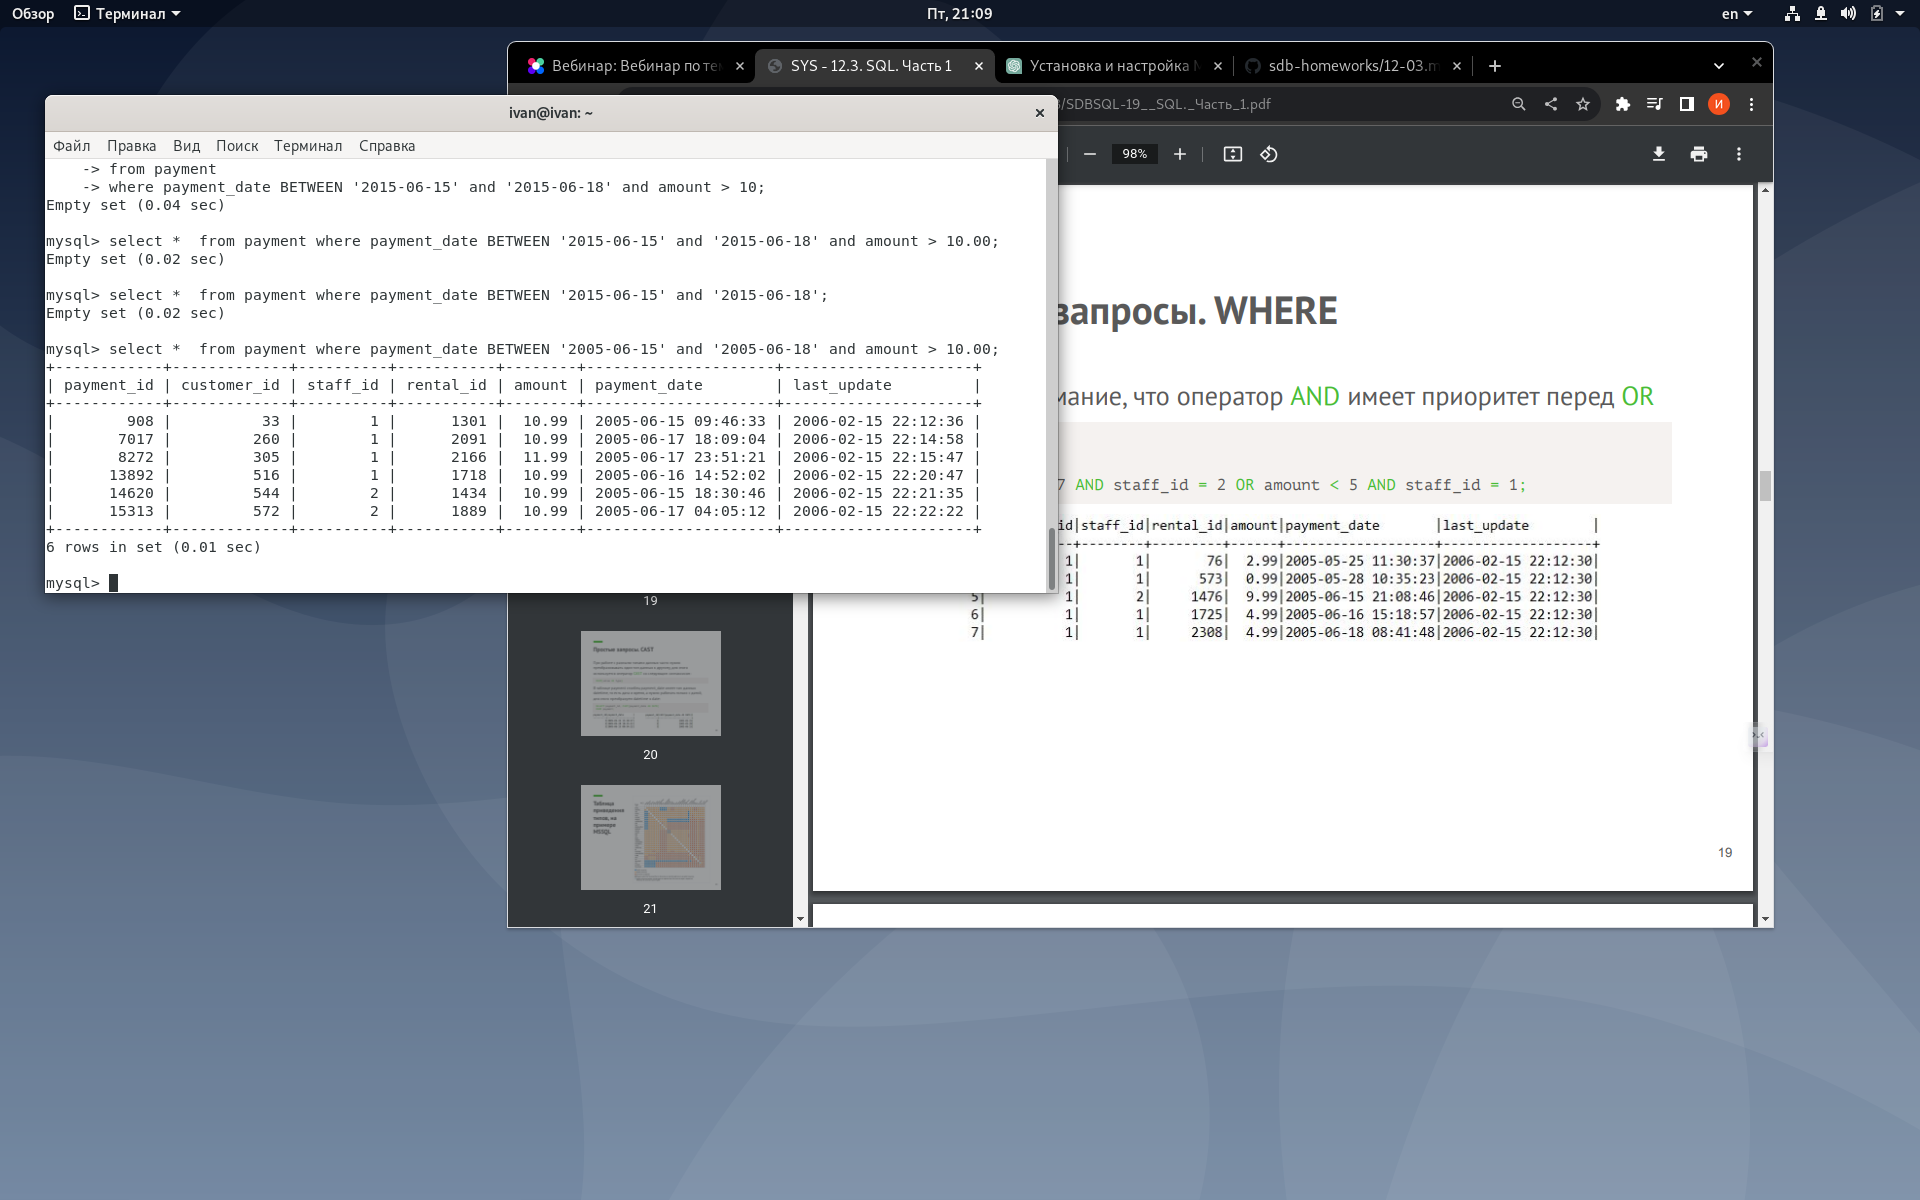 Обзор
Терминал
Пт, 21:09
en
Вебинар: Вебинар по те
SYS - 12.3. SQL. Часть 1
Установка и настройка
sdb-homeworks/12-03.m
/SDBSQL-19__SQL._Часть_1.pdf
И
98%
ivan@ivan: ~
Файл Правка Вид Поиск Терминал Справка
    -> from payment
    -> where payment_date BETWEEN '2015-06-15' and '2015-06-18' and amount > 10;
Empty set (0.04 sec)
mysql> select *  from payment where payment_date BETWEEN '2015-06-15' and '2015-06-18' and amount > 10.00;
Empty set (0.02 sec)
mysql> select *  from payment where payment_date BETWEEN '2015-06-15' and '2015-06-18';
Empty set (0.02 sec)
mysql> select *  from payment where payment_date BETWEEN '2005-06-15' and '2005-06-18' and amount > 10.00;
+------------+-------------+----------+-----------+--------+---------------------+---------------------+
| payment_id | customer_id | staff_id | rental_id | amount | payment_date        | last_update         |
+------------+-------------+----------+-----------+--------+---------------------+---------------------+
|        908 |          33 |        1 |      1301 |  10.99 | 2005-06-15 09:46:33 | 2006-02-15 22:12:36 |
|       7017 |         260 |        1 |      2091 |  10.99 | 2005-06-17 18:09:04 | 2006-02-15 22:14:58 |
|       8272 |         305 |        1 |      2166 |  11.99 | 2005-06-17 23:51:21 | 2006-02-15 22:15:47 |
|      13892 |         516 |        1 |      1718 |  10.99 | 2005-06-16 14:52:02 | 2006-02-15 22:20:47 |
|      14620 |         544 |        2 |      1434 |  10.99 | 2005-06-15 18:30:46 | 2006-02-15 22:21:35 |
|      15313 |         572 |        2 |      1889 |  10.99 | 2005-06-17 04:05:12 | 2006-02-15 22:22:22 |
+------------+-------------+----------+-----------+--------+---------------------+---------------------+
6 rows in set (0.01 sec)
mysql>
запросы. WHERE
мание, что оператор AND имеет приоритет перед OR
7 AND staff_id = 2 OR amount < 5 AND staff_id = 1;
id|staff_id|rental_id|amount|payment_date       |last_update        |
--+--------+---------+------+-------------------+-------------------+
1|       1|       76|  2.99|2005-05-25 11:30:37|2006-02-15 22:12:30|
1|       1|      573|  0.99|2005-05-28 10:35:23|2006-02-15 22:12:30|
5|          1|       2|     1476|  9.99|2005-06-15 21:08:46|2006-02-15 22:12:30|
6|          1|       1|     1725|  4.99|2005-06-16 15:18:57|2006-02-15 22:12:30|
7|          1|       1|     2308|  4.99|2005-06-18 08:41:48|2006-02-15 22:12:30|
19
19
Простые запросы CAST
20
Таблица
приведения
типов, на
примере
MSSQL
21